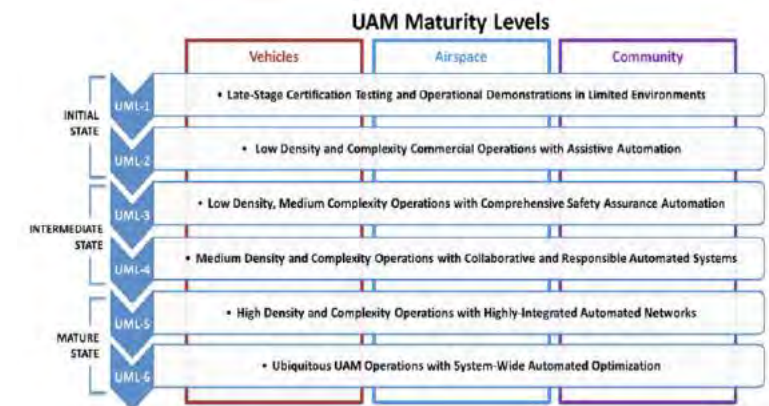 UAM Maturity Levels
Vehicles
Airspace
Community
INITIAL
STATE
UML-1
• Late-Stage Certification Testing and Operational Demonstrations in Limited Environments
UML-2
• Low Density and Complexity Commercial Operations with Assistive Automation
INTERMEDIATE
STATE
UML-3
• Low Density, Medium Complexity Operations with Comprehensive Safety Assurance Automation
UML-4
• Medium Density and Complexity Operations with Collaborative and Responsible Automated Systems
MATURE
STATE
UML-5
• High Density and Complexity Operations with Highly-Integrated Automated Networks
UML-6
• Ubiquitous UAM Operations with System-Wide Automated Optimization